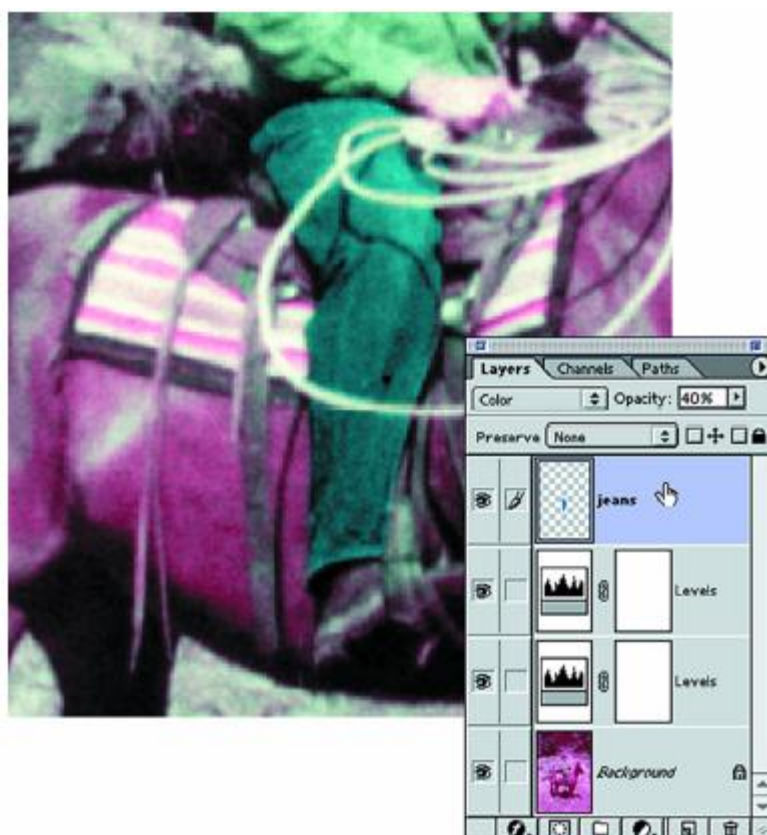 Layers Channels Paths
Color Opacity: 40%
Preserve None
jeans
Levels
Levels
Background